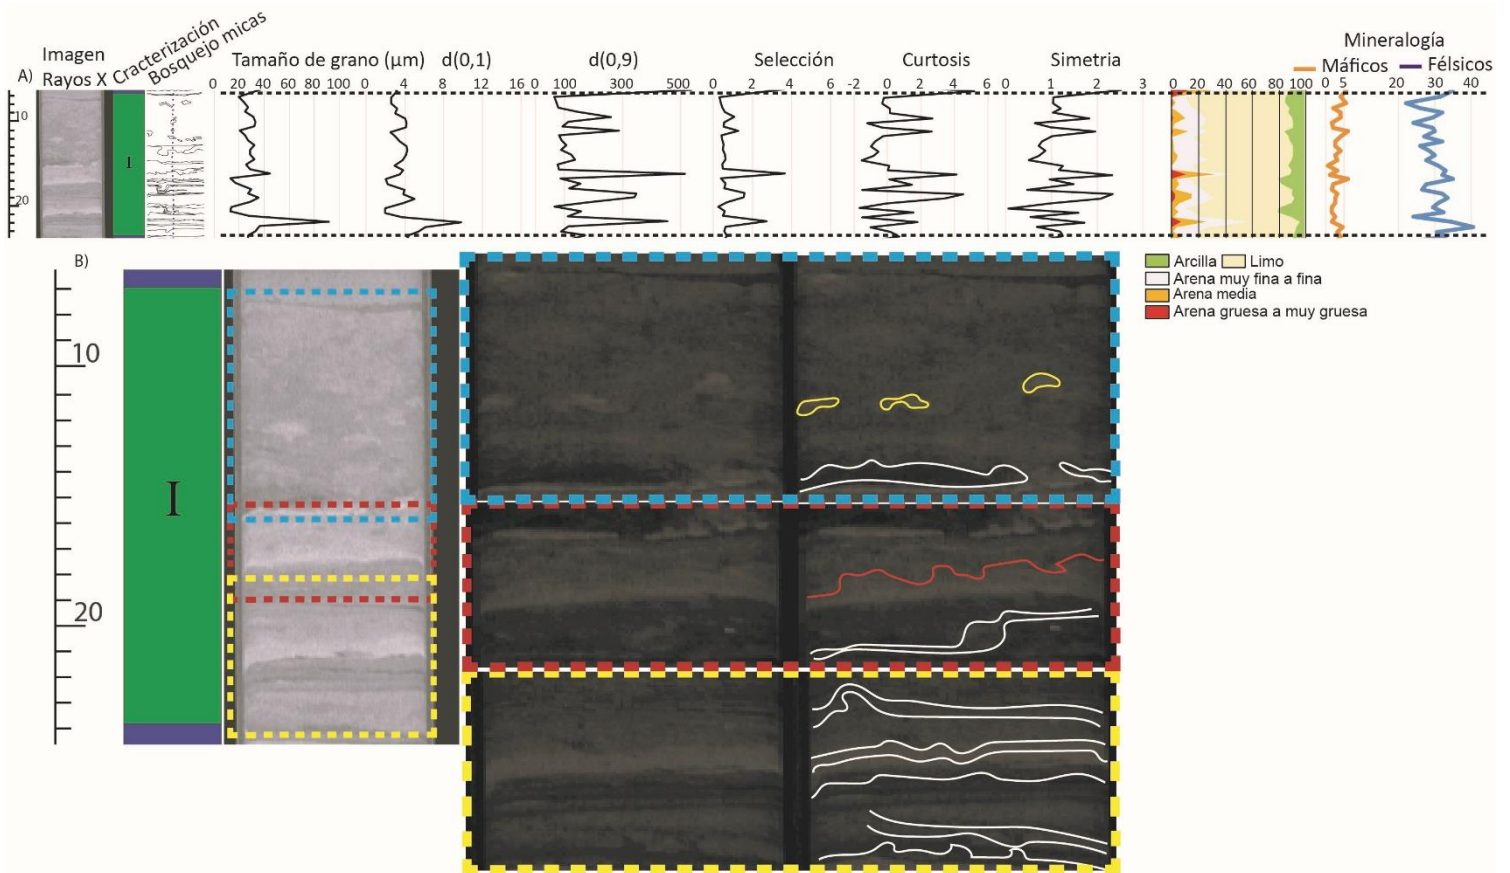 Imagen
Rayos X
Cracterización
Bosquejo micas
Tamaño de grano (µm)
d(0,1)
d(0,9)
Selección
Curtosis
Simetria
Mineralogía
Máficos
Félsicos
A)
0 20 40 60 80 100 0 4 8 12 16 0 100 300 500 0 2 4 6 -2 0 2 4 6 0 1 2 3 0 20 40 60 80 100 0 5 20 30 40
10
I
20
B)
Arcilla
Limo
Arena muy fina a fina
Arena media
Arena gruesa a muy gruesa
10
I
20